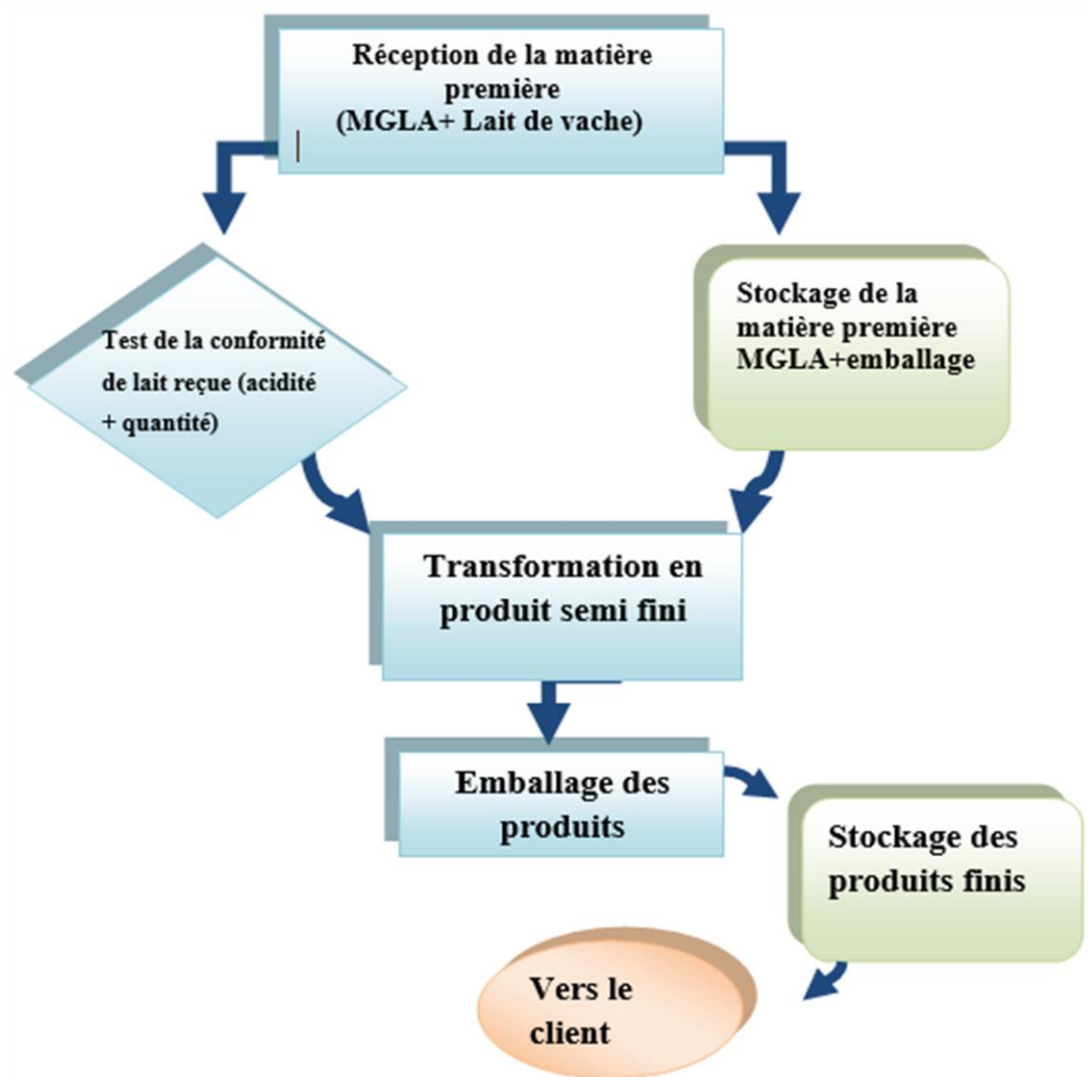 Réception de la matière
première
(MGLA+ Lait de vache)
Test de la conformité
de lait reçue (acidité
+ quantité)
Stockage de la
matière première
MGLA+emballage
Transformation en
produit semi fini
Emballage des
produits
Stockage des
produits finis
Vers le
client